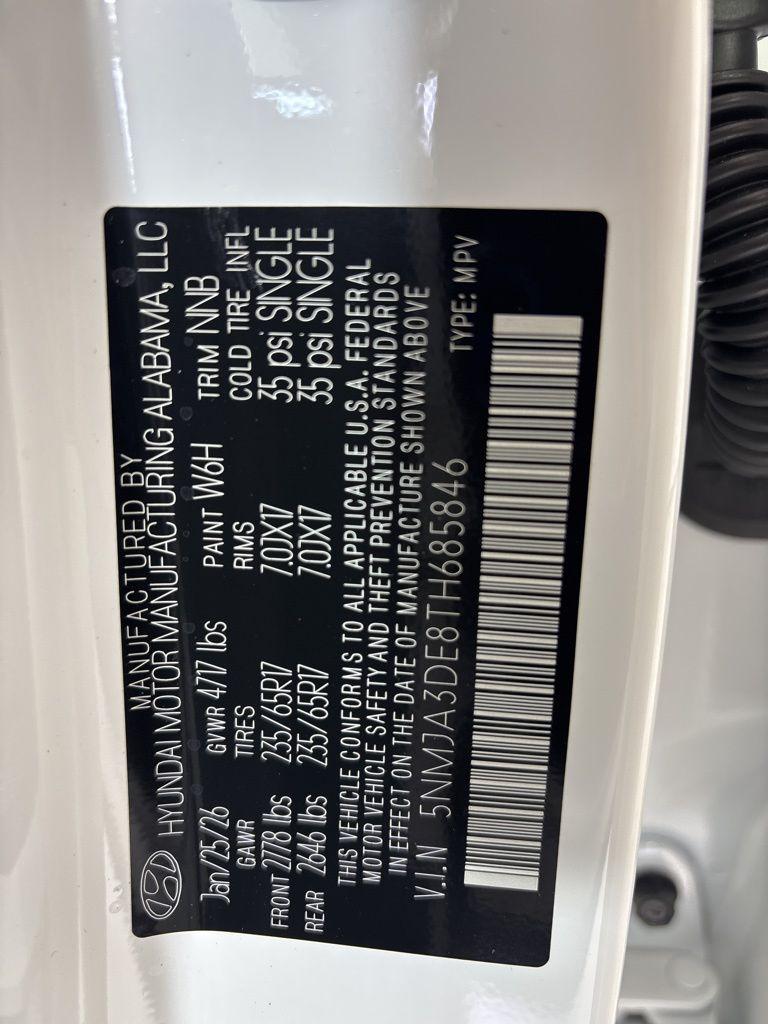 MANUFACTURED BY
HYUNDAI MOTOR MANUFACTURING ALABAMA, LLC
Jan/25/26 GVWR 4717 lbs PAINT W6H TRIM NNB
GAWR TIRES RIMS COLD TIRE INFL
FRONT 2778 lbs 235/65R17 7.0JX17 35 psi SINGLE
REAR 2646 lbs 235/65R17 7.0JX17 35 psi SINGLE
THIS VEHICLE CONFORMS TO ALL APPLICABLE U.S.A. FEDERAL
MOTOR VEHICLE SAFETY AND THEFT PREVENTION STANDARDS
IN EFFECT ON THE DATE OF MANUFACTURE SHOWN ABOVE
V.I.N 5NMJA3DE8TH685846 TYPE: MPV